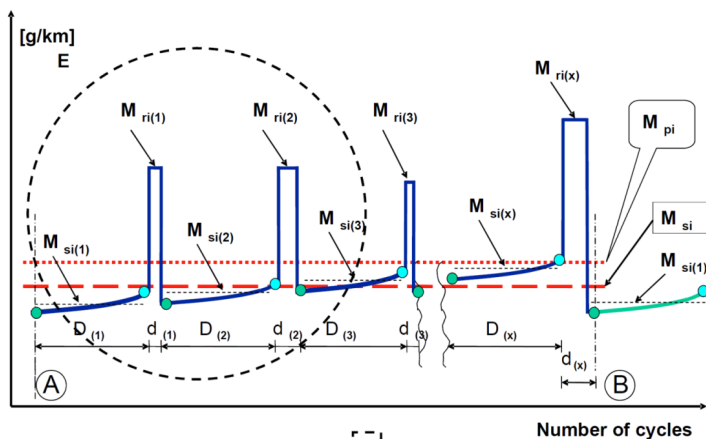 [g/km]
E
M ri(1)
M ri(2)
M ri(3)
M ri(x)
M pi
M si(1)
M si(2)
M si(3)
M si(x)
M si
M si(1)
D (1)
d (1)
D (2)
d (2)
D (3)
d (3)
D (x)
d (x)
A
B
Number of cycles